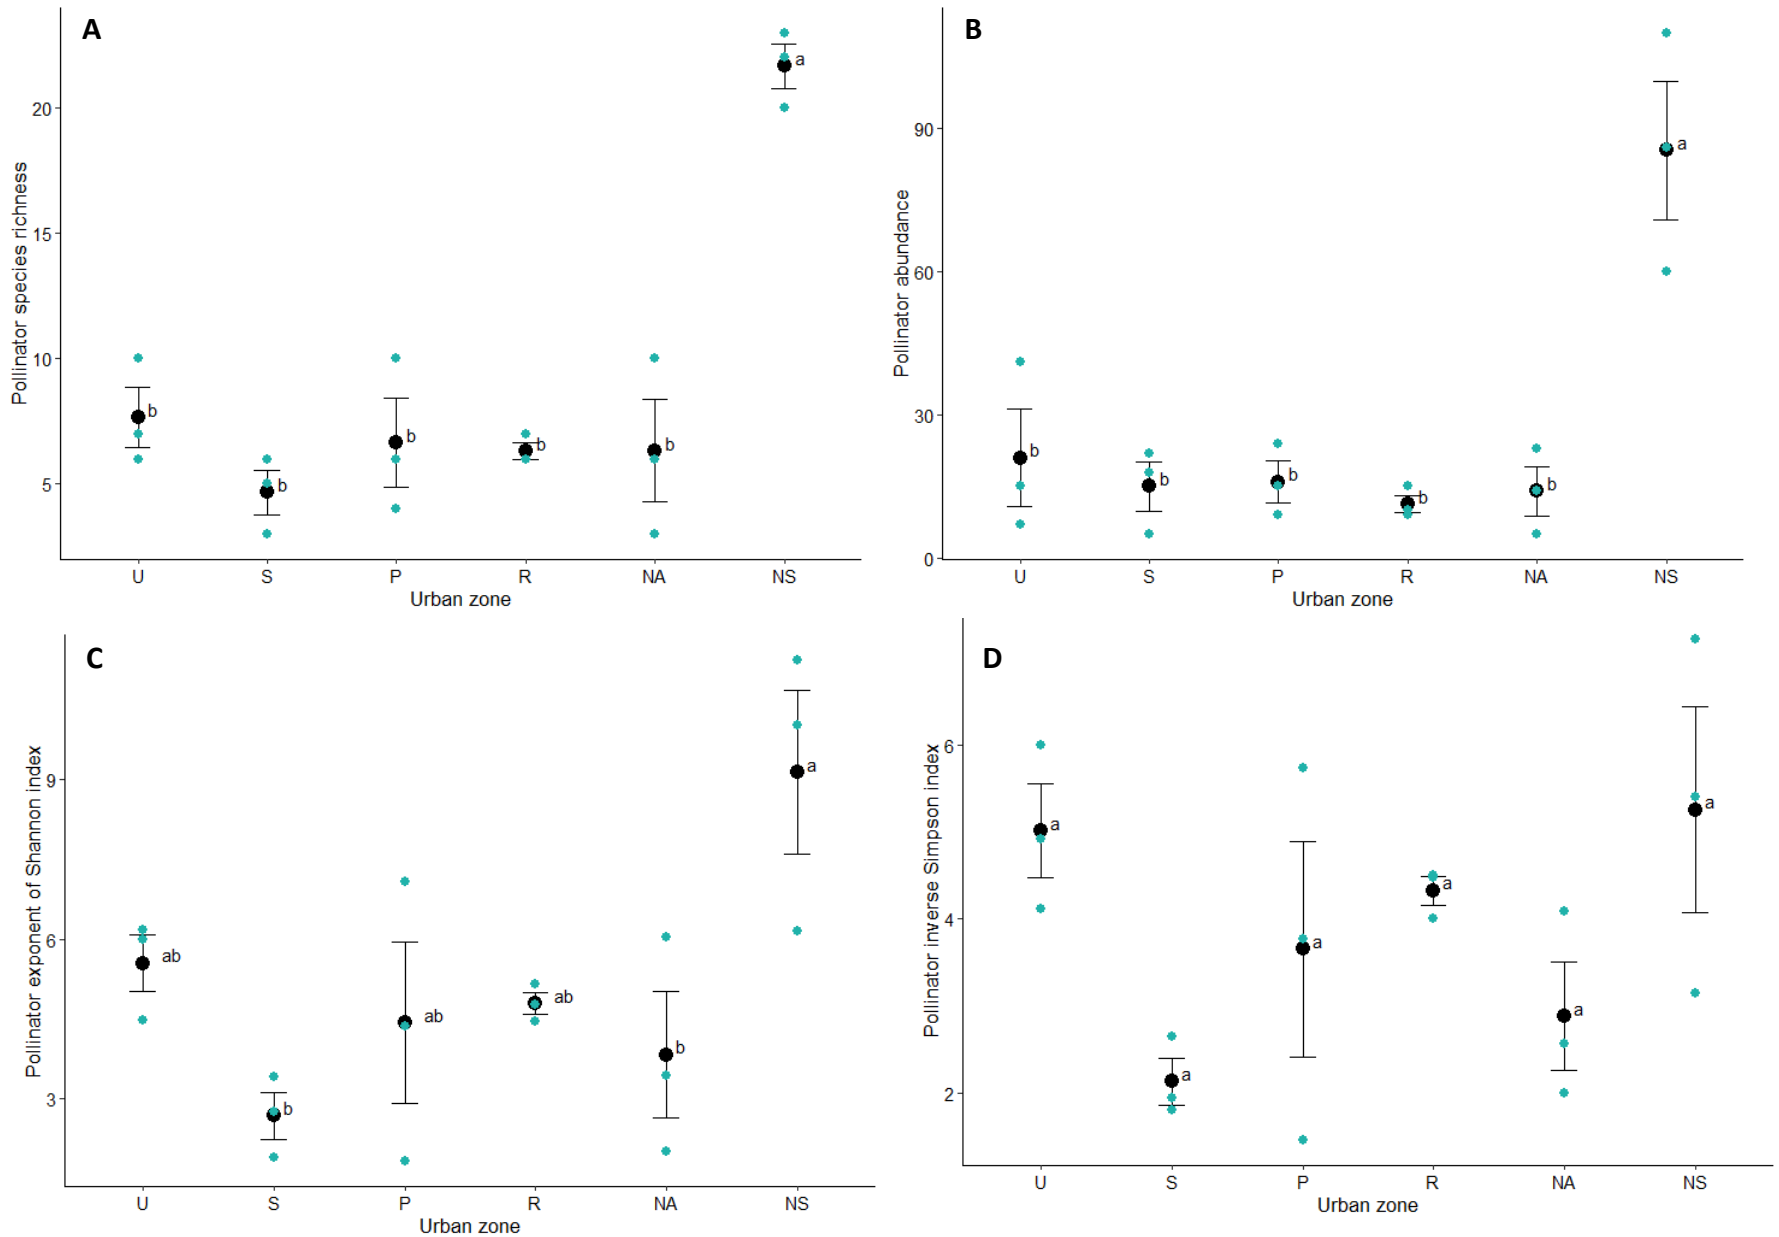 A
Pollinator species richness
20
15
10
5
a
b
b
b
b
b
U S P R NA NS
Urban zone
B
Pollinator abundance
90
60
30
0
a
b
b
b
b
b
U S P R NA NS
Urban zone
C
Pollinator exponent of Shannon index
9
6
3
a
ab
ab
ab
b
b
U S P R NA NS
Urban zone
D
Pollinator inverse Simpson index
6
4
2
a
a
a
a
a
a
U S P R NA NS
Urban zone